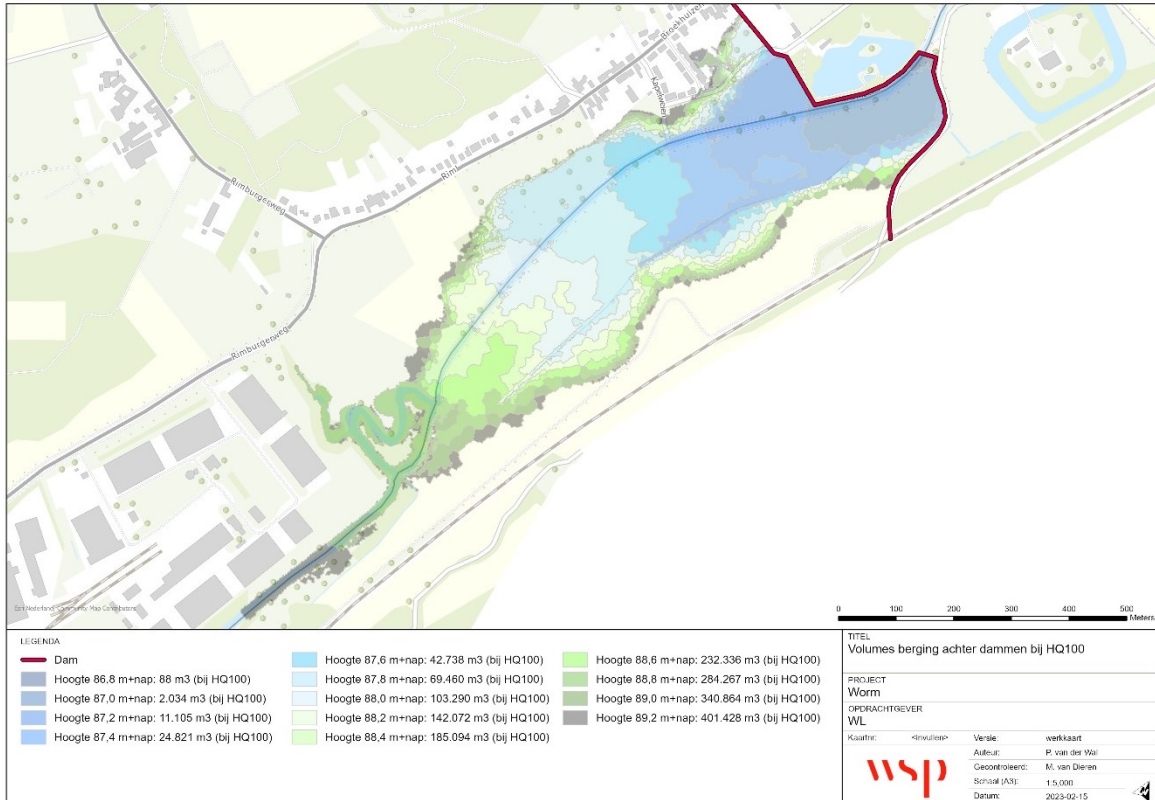 Broekhuizen
Kapelweier
Rimburgerweg
Riml
Rimburgerweg
Esri Nederland, Community Map Contributors
0 100 200 300 400 500
Meters
LEGENDA
Dam
Hoogte 86,8 m+nap: 88 m3 (bij HQ100)
Hoogte 87,0 m+nap: 2.034 m3 (bij HQ100)
Hoogte 87,2 m+nap: 11.105 m3 (bij HQ100)
Hoogte 87,4 m+nap: 24.821 m3 (bij HQ100)
Hoogte 87,6 m+nap: 42.738 m3 (bij HQ100)
Hoogte 87,8 m+nap: 69.460 m3 (bij HQ100)
Hoogte 88,0 m+nap: 103.290 m3 (bij HQ100)
Hoogte 88,2 m+nap: 142.072 m3 (bij HQ100)
Hoogte 88,4 m+nap: 185.094 m3 (bij HQ100)
Hoogte 88,6 m+nap: 232.336 m3 (bij HQ100)
Hoogte 88,8 m+nap: 284.267 m3 (bij HQ100)
Hoogte 89,0 m+nap: 340.864 m3 (bij HQ100)
Hoogte 89,2 m+nap: 401.428 m3 (bij HQ100)
TITEL
Volumes berging achter dammen bij HQ100
PROJECT
Worm
OPDRACHTGEVER
WL
Kaartnr: <invullen>
Versie: werkkaart
Auteur: P. van der Wal
Gecontroleerd: M. van Dieren
Schaal (A3): 1:5,000
Datum: 2023-02-15
wsp